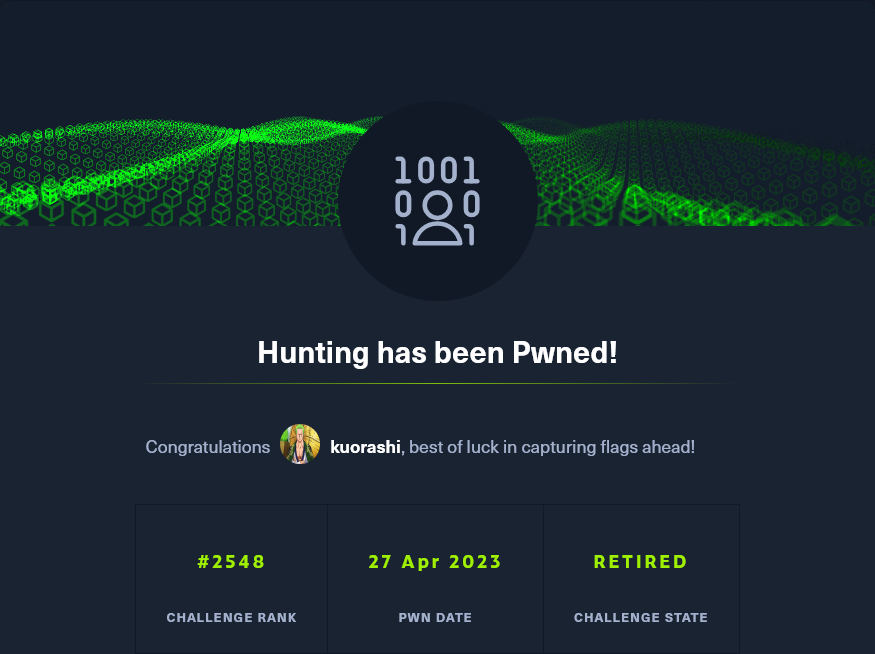 1001
0 0
1 1
Hunting has been Pwned!
Congratulations kuorashi, best of luck in capturing flags ahead!
#2548 27 Apr 2023 RETIRED
CHALLENGE RANK PWN DATE CHALLENGE STATE